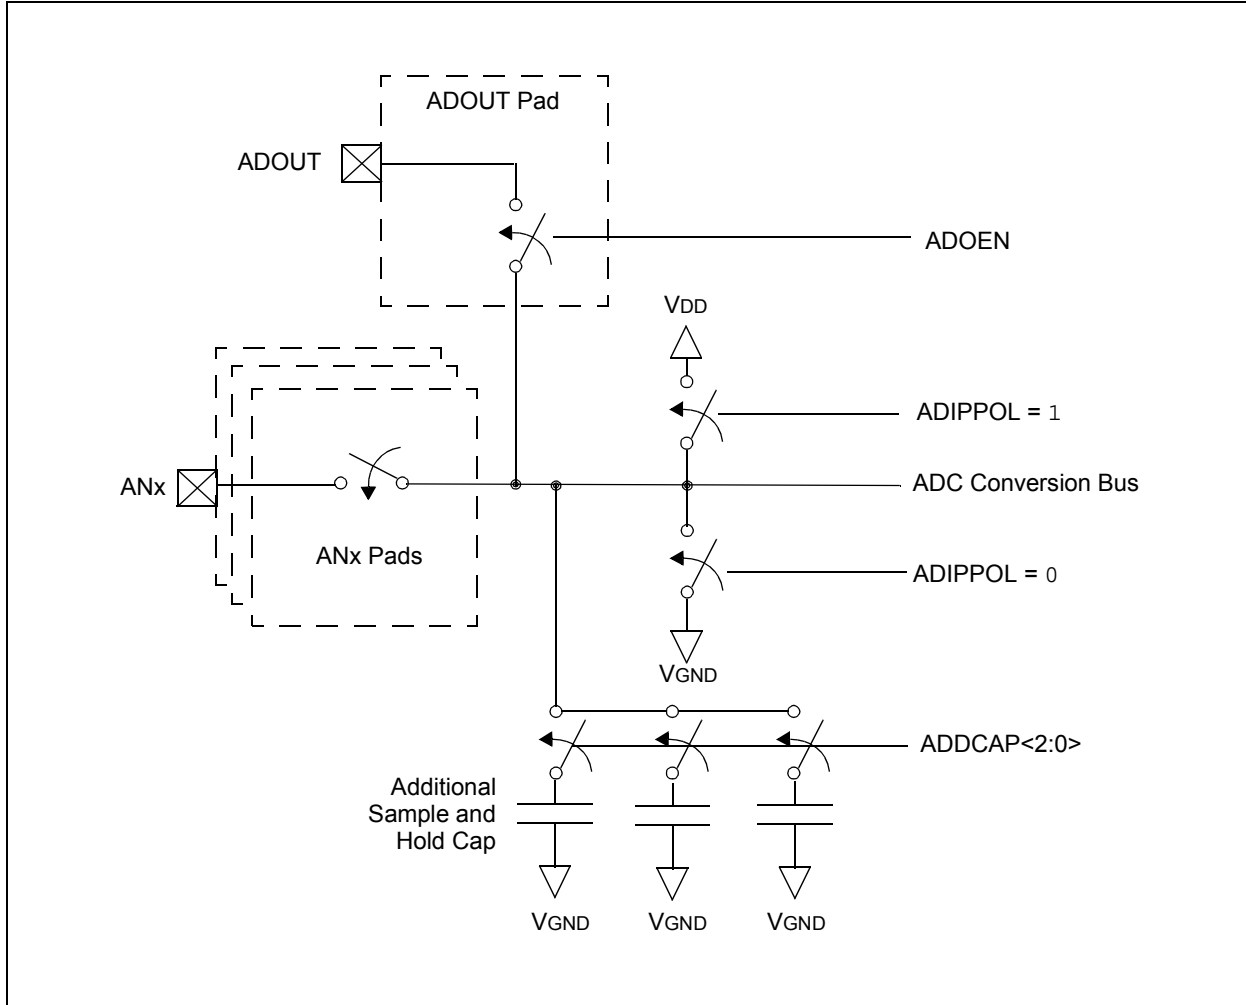 ADOUT Pad
ADOUT
ADOEN
VDD
ADIPPOL = 1
ANx
ADC Conversion Bus
ANx Pads
ADIPPOL = 0
VGND
ADDCAP<2:0>
Additional
Sample and
Hold Cap
VGND
VGND
VGND